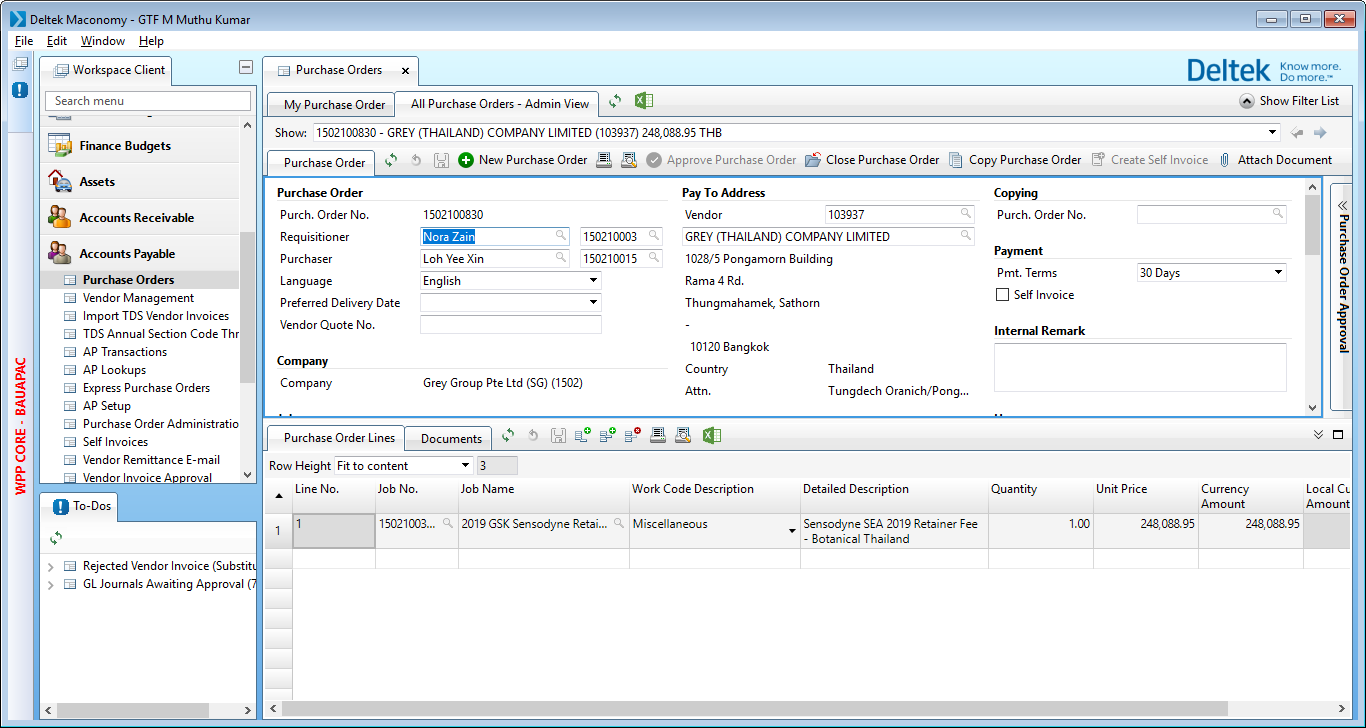 Deltek Maconomy - GTF M Muthu Kumar
File Edit Window Help
Workspace Client
Search menu
Finance Budgets
Assets
Accounts Receivable
Accounts Payable
Purchase Orders
Vendor Management
Import TDS Vendor Invoices
TDS Annual Section Code Thr
AP Transactions
AP Lookups
Express Purchase Orders
AP Setup
Purchase Order Administratio
Self Invoices
Vendor Remittance E-mail
Vendor Invoice Approval
WPP CORE - BAUAPAC
To-Dos
Rejected Vendor Invoice (Substitu
GL Journals Awaiting Approval (7
Purchase Orders
Deltek Know more.
Do more.™
My Purchase Order All Purchase Orders - Admin View Show Filter List
Show: 1502100830 - GREY (THAILAND) COMPANY LIMITED (103937) 248,088.95 THB
Purchase Order New Purchase Order Approve Purchase Order Close Purchase Order Copy Purchase Order Create Self Invoice Attach Document
Purchase Order
Purch. Order No. 1502100830
Requisitioner Nora Zain 150210003
Purchaser Loh Yee Xin 150210015
Language English
Preferred Delivery Date
Vendor Quote No.
Company
Company Grey Group Pte Ltd (SG) (1502)
Pay To Address
Vendor 103937
GREY (THAILAND) COMPANY LIMITED
1028/5 Pongamorn Building
Rama 4 Rd.
Thungmahamek, Sathorn
-
10120 Bangkok
Country Thailand
Attn. Tungdech Oranich/Pong...
Copying
Purch. Order No.
Payment
Pmt. Terms 30 Days
Self Invoice
Internal Remark
Purchase Order Approval
Purchase Order Lines Documents
Row Height Fit to content 3
Line No. Job No. Job Name Work Code Description Detailed Description Quantity Unit Price Currency Amount Local Cu Amount
1 1 15021003... 2019 GSK Sensodyne Retai... Miscellaneous Sensodyne SEA 2019 Retainer Fee 1.00 248,088.95 248,088.95
- Botanical Thailand